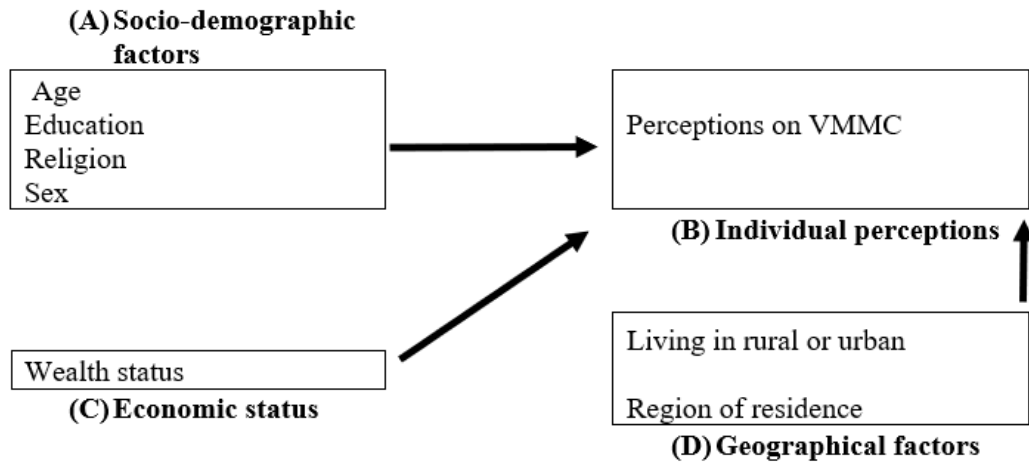 (A) Socio-demographic
factors
Age
Education
Religion
Sex
Perceptions on VMMC
(B) Individual perceptions
Wealth status
(C) Economic status
Living in rural or urban
Region of residence
(D) Geographical factors